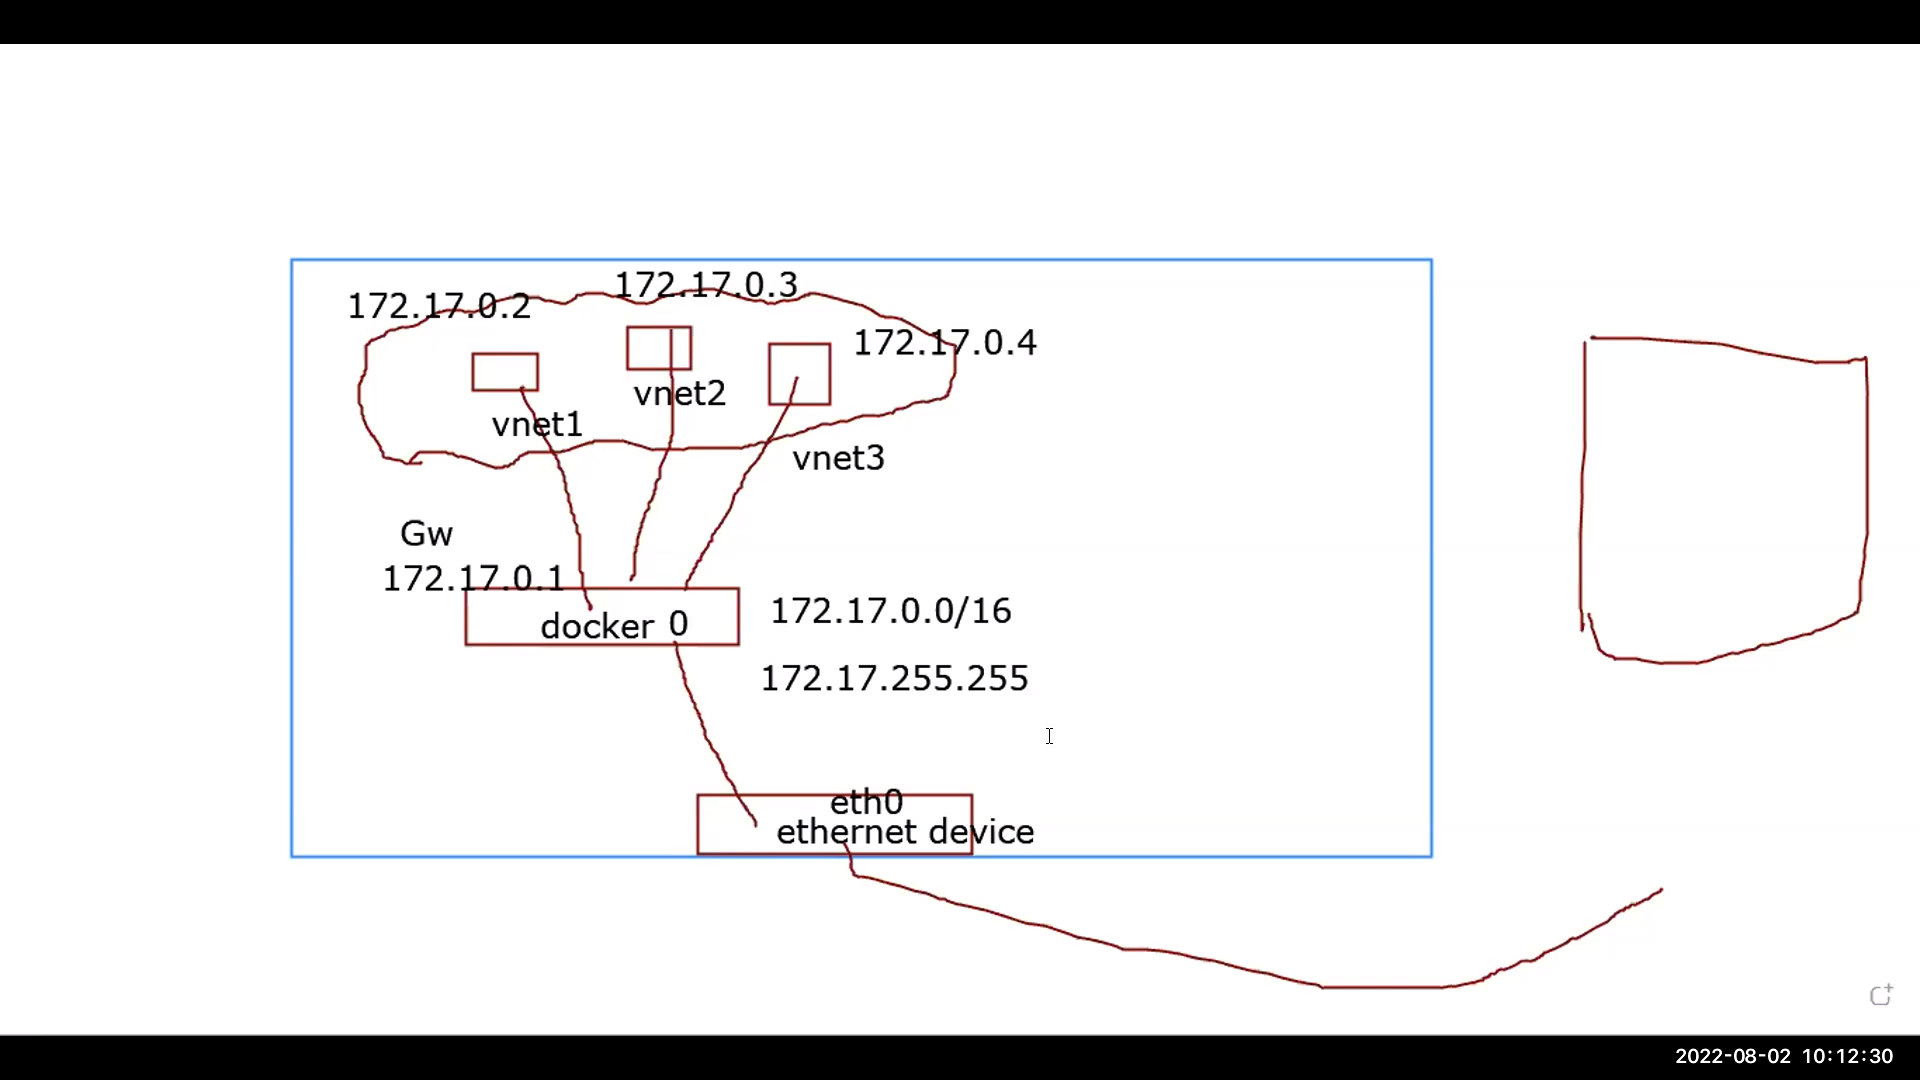 172.17.0.3
172.17.0.2
172.17.0.4
vnet2
vnet1
vnet3
Gw
172.17.0.1
172.17.0.0/16
docker 0
172.17.255.255
eth0
ethernet device
2022-08-02 10:12:30